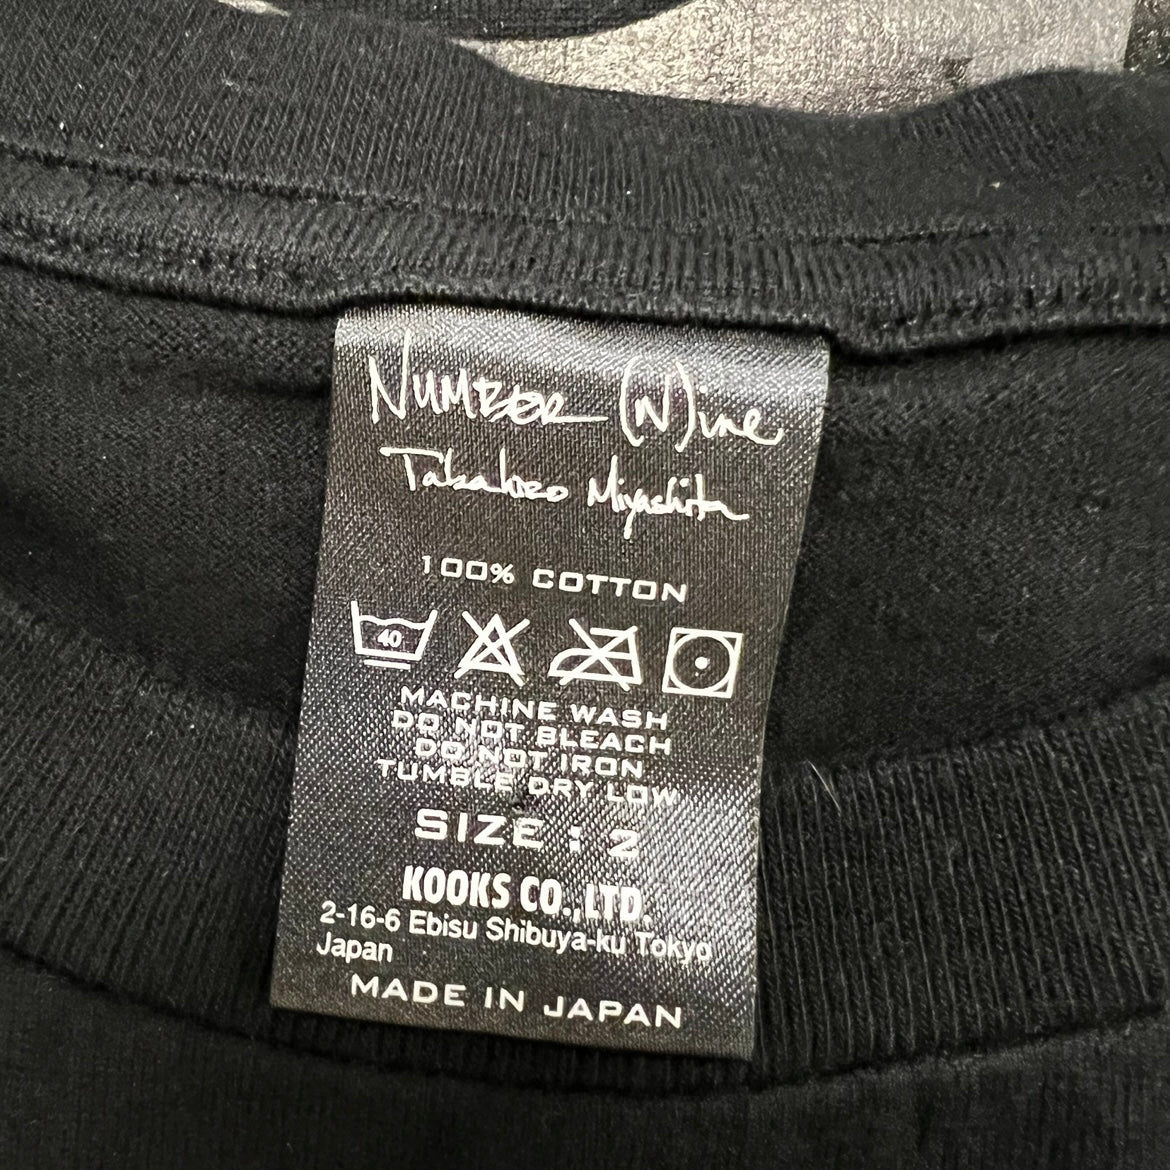 NUMBER (N)ine
Takahiro Miyashita
100% COTTON
40
MACHINE WASH
DO NOT BLEACH
DO NOT IRON
TUMBLE DRY LOW
SIZE : 2
KOOKS CO.,LTD.
2-16-6 Ebisu Shibuya-ku Tokyo
Japan
MADE IN JAPAN